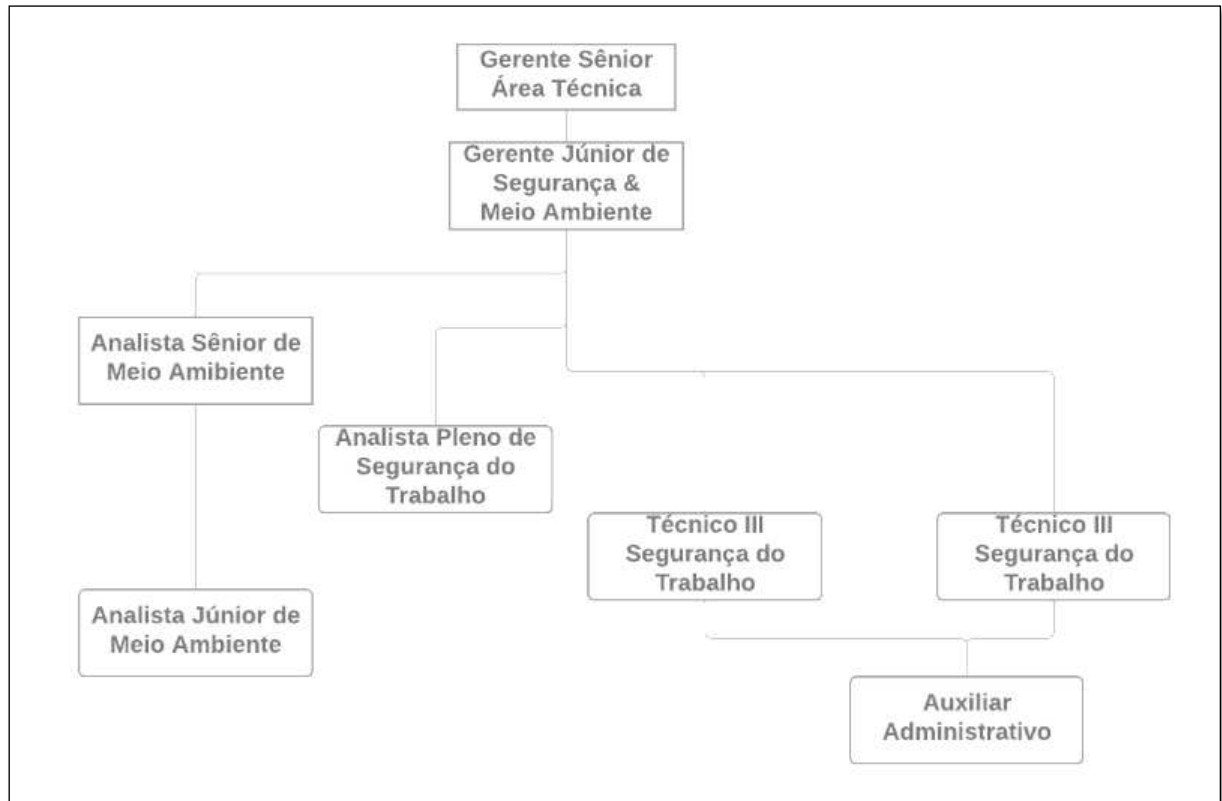 Gerente Sênior
Área Técnica
Gerente Júnior de
Segurança &
Meio Ambiente
Analista Sênior de
Meio Amibiente
Analista Pleno de
Segurança do
Trabalho
Técnico III
Segurança do
Trabalho
Técnico III
Segurança do
Trabalho
Analista Júnior de
Meio Ambiente
Auxiliar
Administrativo